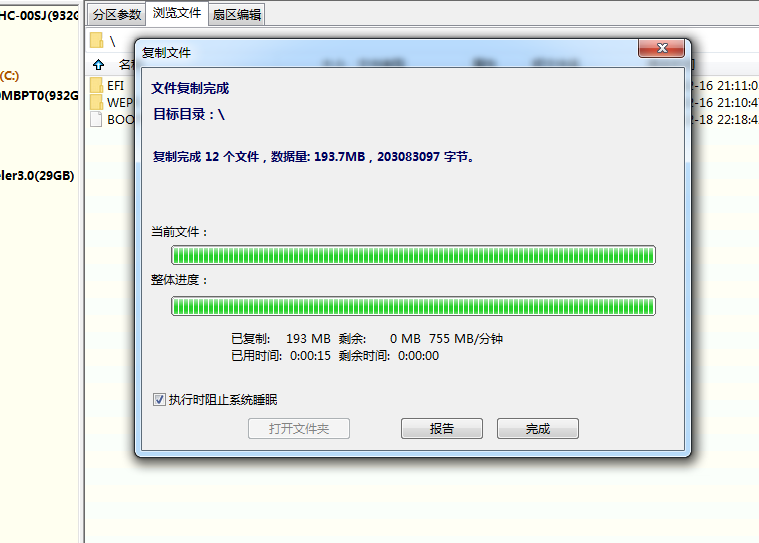 HC-00SJ(932G
分区参数 浏览文件 扇区编辑
\
复制文件
(C:)
0MBPT0(932G
EFI
-16 21:11:0
WEP
-16 21:10:4
BOO
-18 22:18:4
ler3.0(29GB)
文件复制完成
目标目录：\
复制完成 12 个文件，数据量: 193.7MB，203083097 字节。
当前文件：
整体进度：
已复制: 193 MB 剩余: 0 MB 755 MB/分钟
已用时间: 0:00:15 剩余时间: 0:00:00
执行时阻止系统睡眠
打开文件夹 报告 完成